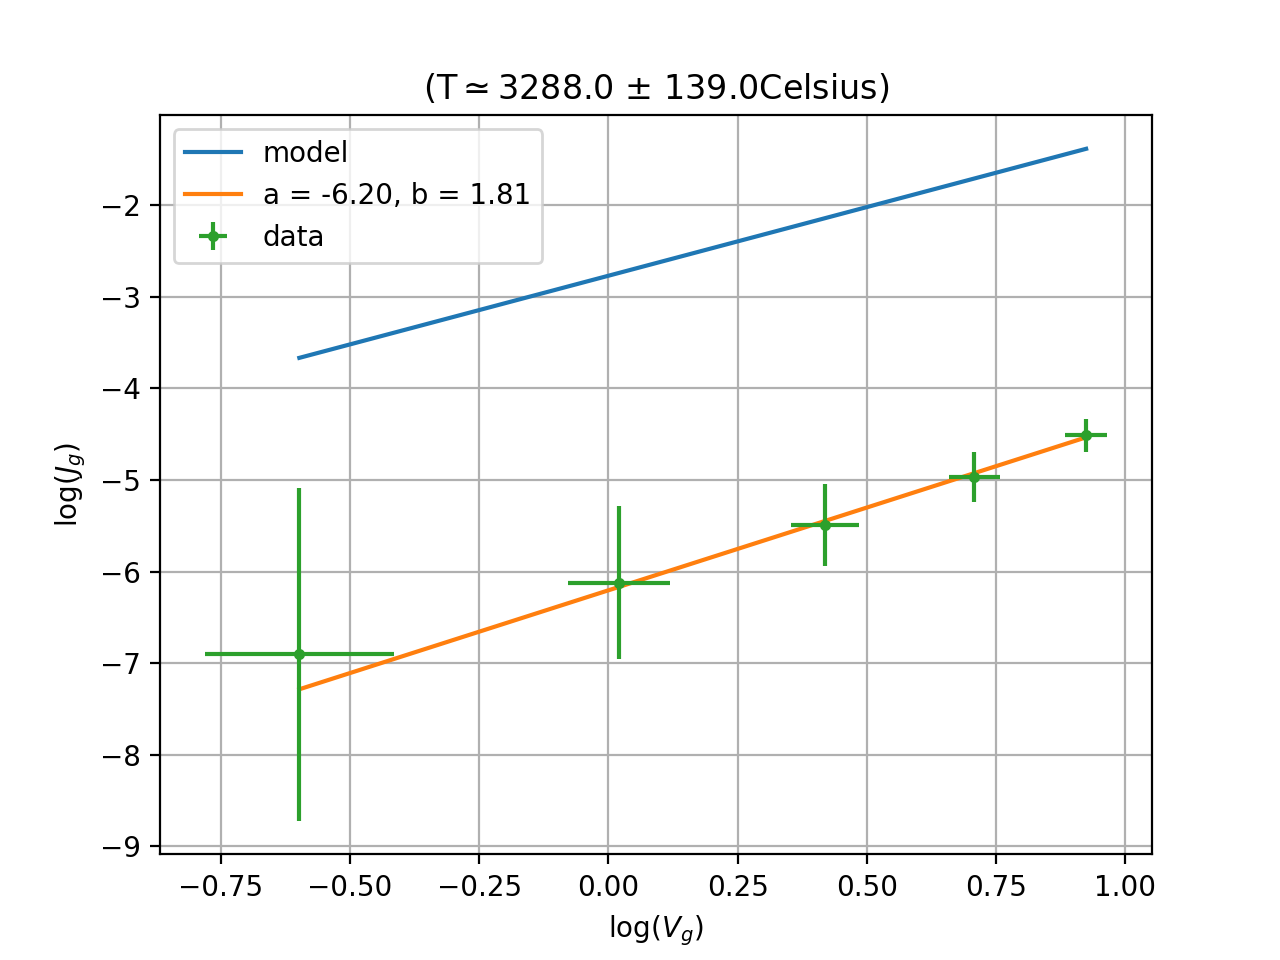 (T ≃ 3288.0 ± 139.0Celsius)
model
a = -6.20, b = 1.81
data
log(J_g)
−2
−3
−4
−5
−6
−7
−8
−9
−0.75 −0.50 −0.25 0.00 0.25 0.50 0.75 1.00
log(V_g)